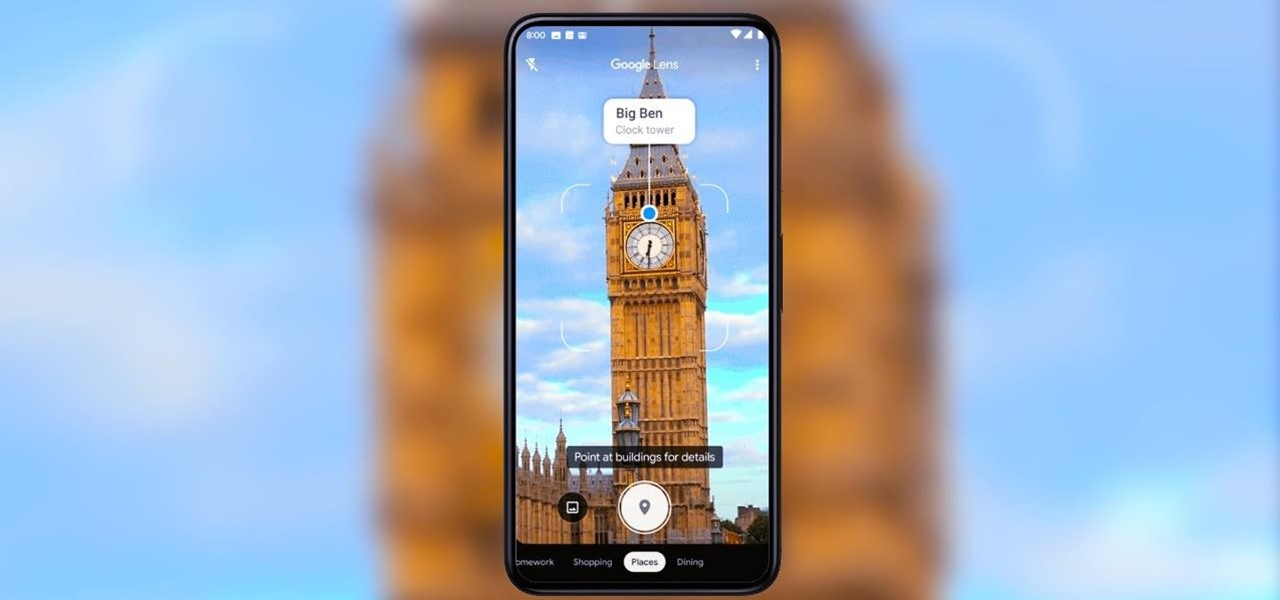 8:00
Google Lens
Big Ben
Clock tower
Point at buildings for details
omework Shopping Places Dining